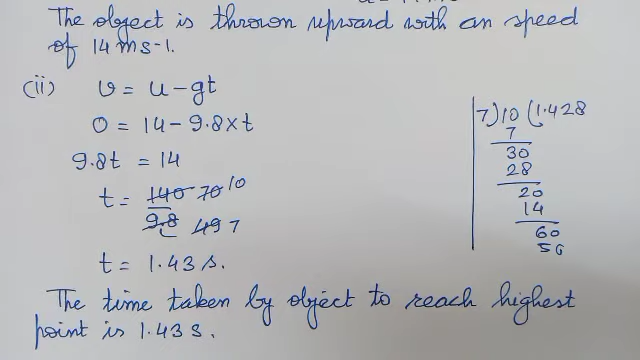 The object is thrown upward with an speed
of 14 ms-1.
(ii) v = u - gt
0 = 14 - 9.8 x t
9.8t = 14
t = 140 70 10
9.8 49 7
t = 1.43 s.
The time taken by object to reach highest
point is 1.43 s.
7)10(1.428
7
30
28
20
14
60
56